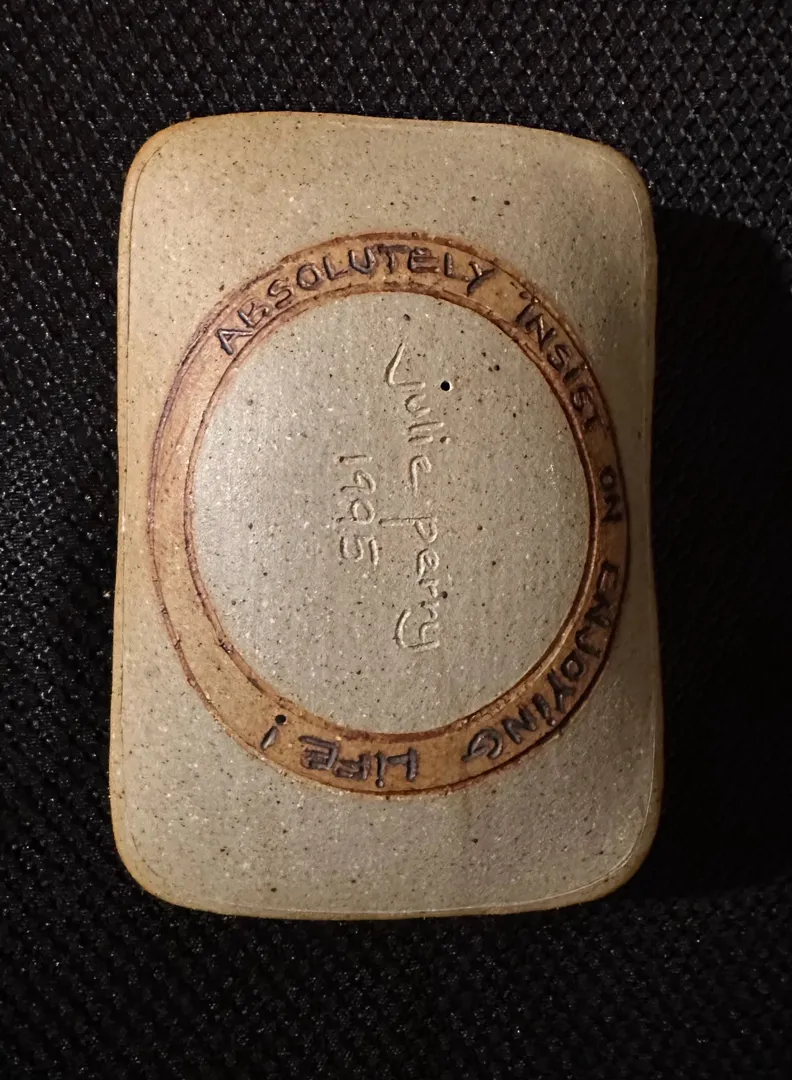 ABSOLUTELY INSIST ON ENJOYING LIFE!
Julie Perry
1995